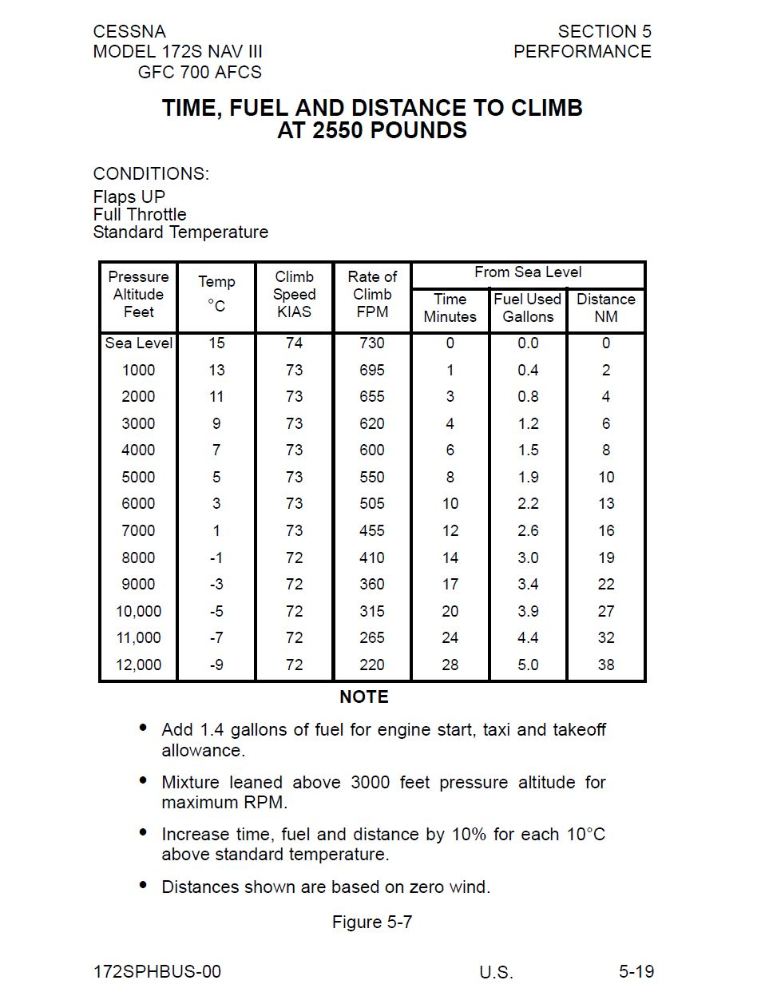 CESSNA
MODEL 172S NAV III
GFC 700 AFCS
SECTION 5
PERFORMANCE
TIME, FUEL AND DISTANCE TO CLIMB
AT 2550 POUNDS
CONDITIONS:
Flaps UP
Full Throttle
Standard Temperature
Pressure
Altitude
Feet
Temp
°C
Climb
Speed
KIAS
Rate of
Climb
FPM
From Sea Level
Time
Minutes
Fuel Used
Gallons
Distance
NM
Sea Level 15 74 730 0 0.0 0
1000 13 73 695 1 0.4 2
2000 11 73 655 3 0.8 4
3000 9 73 620 4 1.2 6
4000 7 73 600 6 1.5 8
5000 5 73 550 8 1.9 10
6000 3 73 505 10 2.2 13
7000 1 73 455 12 2.6 16
8000 -1 72 410 14 3.0 19
9000 -3 72 360 17 3.4 22
10,000 -5 72 315 20 3.9 27
11,000 -7 72 265 24 4.4 32
12,000 -9 72 220 28 5.0 38
NOTE
• Add 1.4 gallons of fuel for engine start, taxi and takeoff
allowance.
• Mixture leaned above 3000 feet pressure altitude for
maximum RPM.
• Increase time, fuel and distance by 10% for each 10°C
above standard temperature.
• Distances shown are based on zero wind.
Figure 5-7
172SPHBUS-00
U.S.
5-19